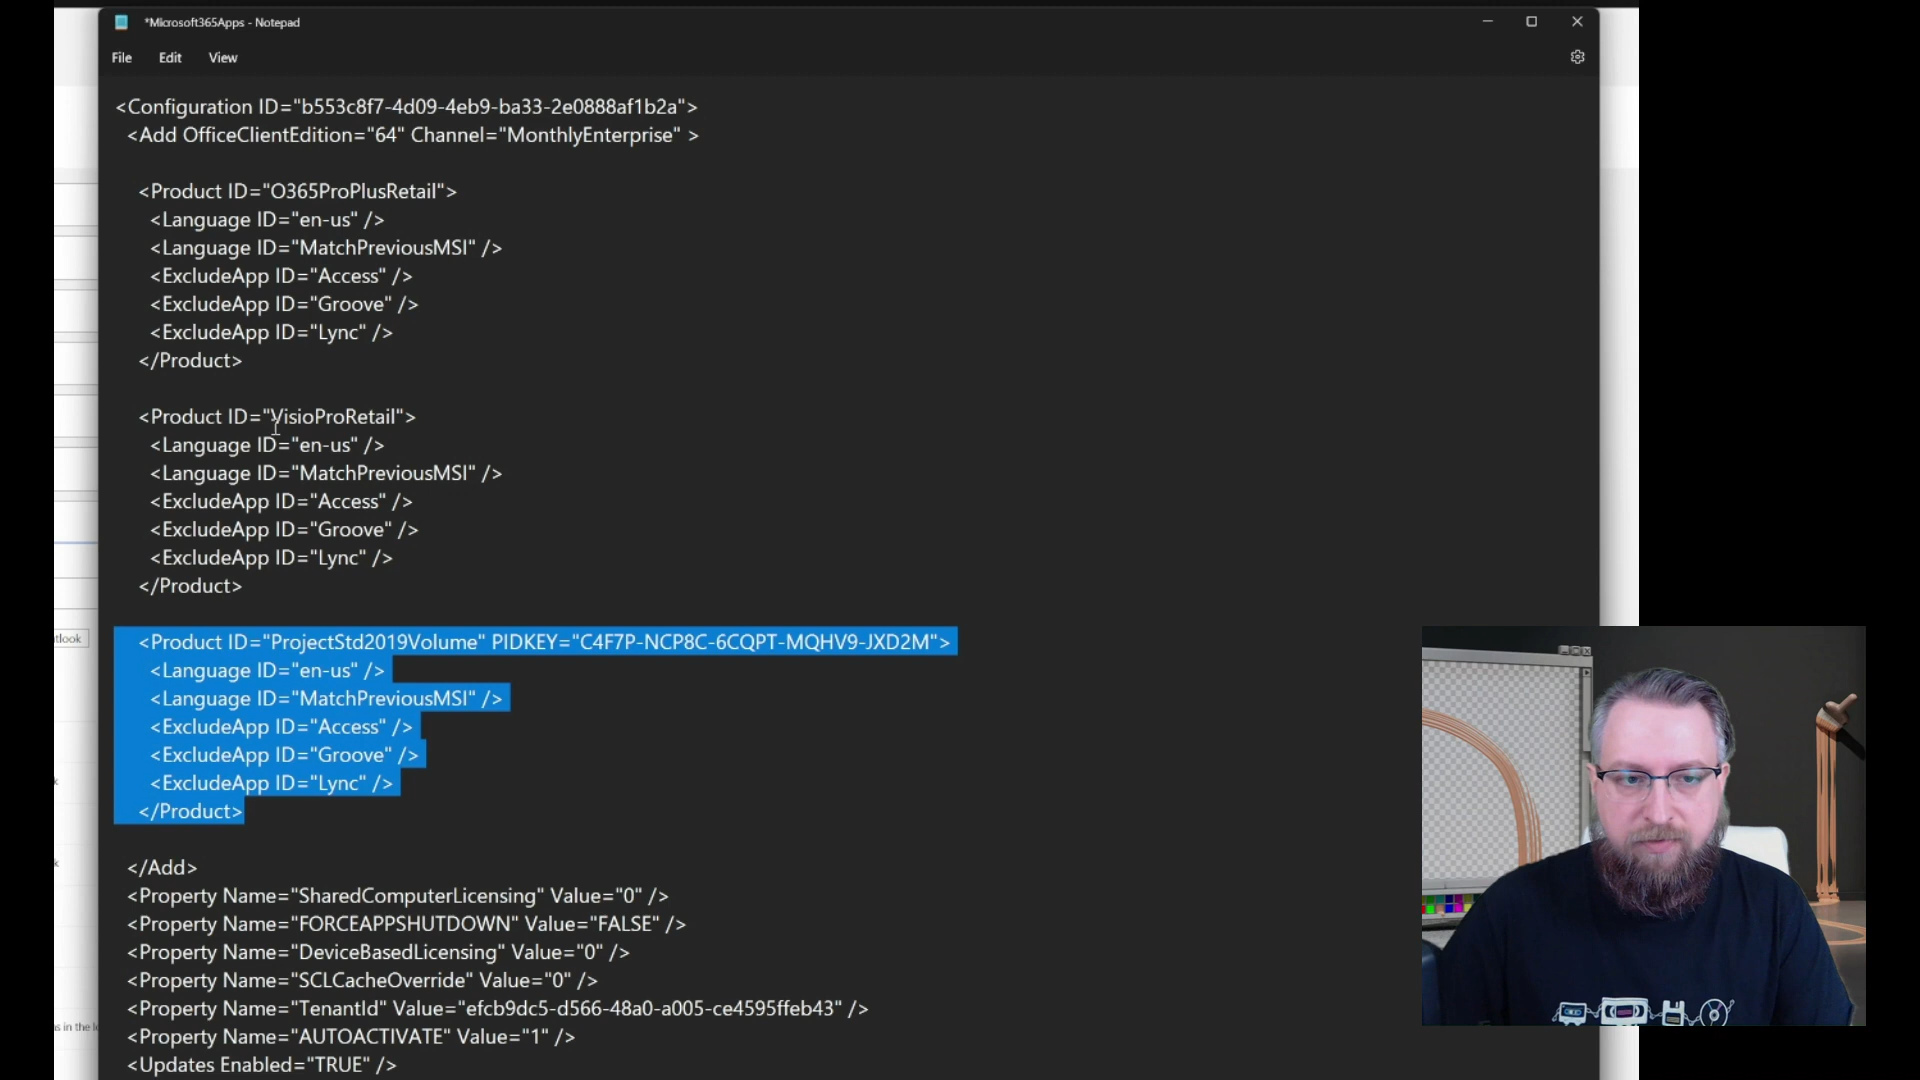 *Microsoft365Apps - Notepad
File Edit View
<Configuration ID="b553c8f7-4d09-4eb9-ba33-2e0888af1b2a">
<Add OfficeClientEdition="64" Channel="MonthlyEnterprise" >
<Product ID="O365ProPlusRetail">
<Language ID="en-us" />
<Language ID="MatchPreviousMSI" />
<ExcludeApp ID="Access" />
<ExcludeApp ID="Groove" />
<ExcludeApp ID="Lync" />
</Product>
<Product ID="VisioProRetail">
<Language ID="en-us" />
<Language ID="MatchPreviousMSI" />
<ExcludeApp ID="Access" />
<ExcludeApp ID="Groove" />
<ExcludeApp ID="Lync" />
</Product>
<Product ID="ProjectStd2019Volume" PIDKEY="C4F7P-NCP8C-6CQPT-MQHV9-JXD2M">
<Language ID="en-us" />
<Language ID="MatchPreviousMSI" />
<ExcludeApp ID="Access" />
<ExcludeApp ID="Groove" />
<ExcludeApp ID="Lync" />
</Product>
</Add>
<Property Name="SharedComputerLicensing" Value="0" />
<Property Name="FORCEAPPSHUTDOWN" Value="FALSE" />
<Property Name="DeviceBasedLicensing" Value="0" />
<Property Name="SCLCacheOverride" Value="0" />
<Property Name="TenantId" Value="efcb9dc5-d566-48a0-a005-ce4595ffeb43" />
<Property Name="AUTOACTIVATE" Value="1" />
<Updates Enabled="TRUE" />
tlook
s in the l